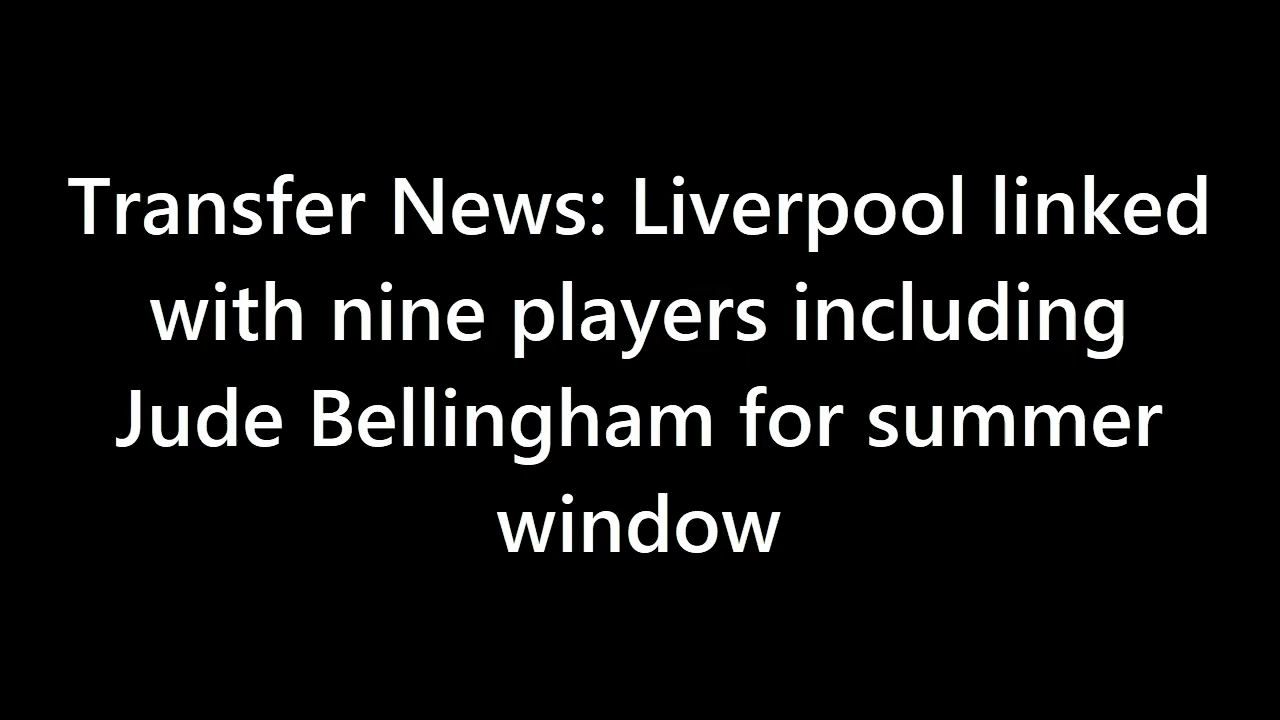 Transfer News: Liverpool linked
with nine players including
Jude Bellingham for summer
window